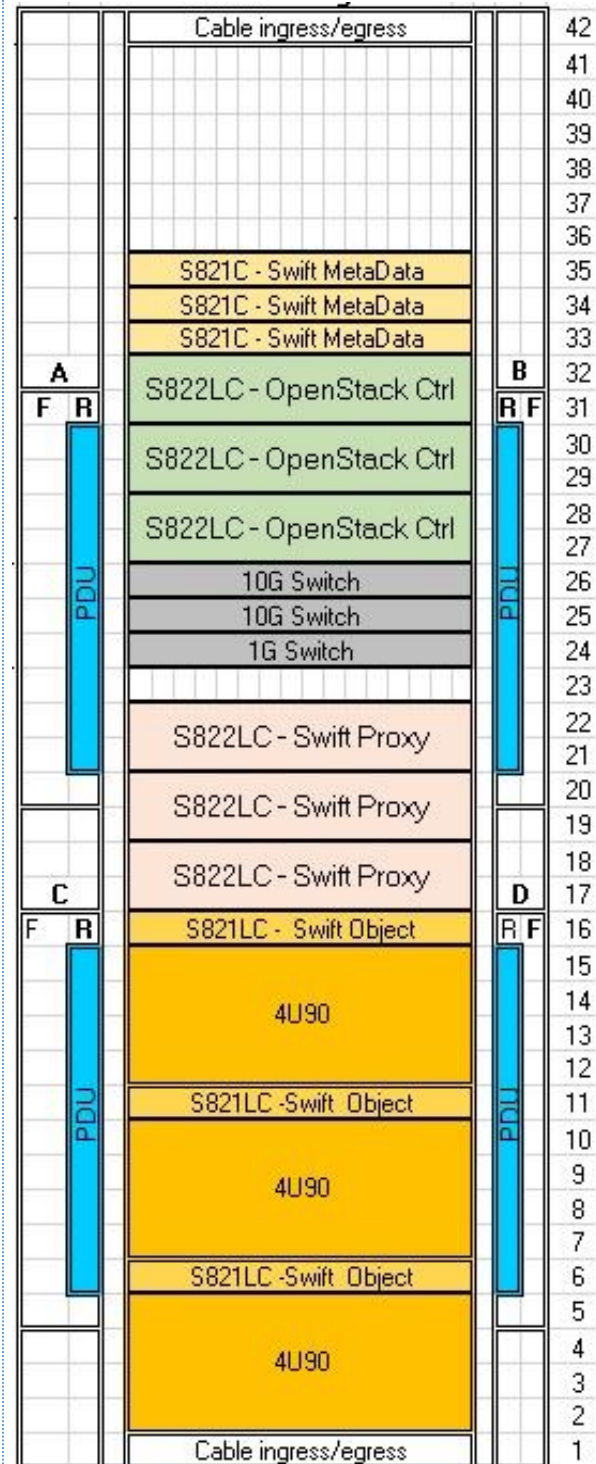 Cable ingress/egress 42
41
40
39
38
37
36
S821C - Swift MetaData 35
S821C - Swift MetaData 34
S821C - Swift MetaData 33
A B 32
S822LC - OpenStack Ctrl
F R R F 31
30
S822LC - OpenStack Ctrl
29
28
S822LC - OpenStack Ctrl
27
10G Switch 26
PDU PDU
10G Switch 25
1G Switch 24
23
22
S822LC - Swift Proxy
21
20
S822LC - Swift Proxy
19
18
S822LC - Swift Proxy
C D 17
F R S821LC - Swift Object R F 16
15
14
4U90
13
12
S821LC -Swift Object 11
PDU PDU
10
9
4U90
8
7
S821LC -Swift Object 6
5
4
4U90
3
2
Cable ingress/egress 1